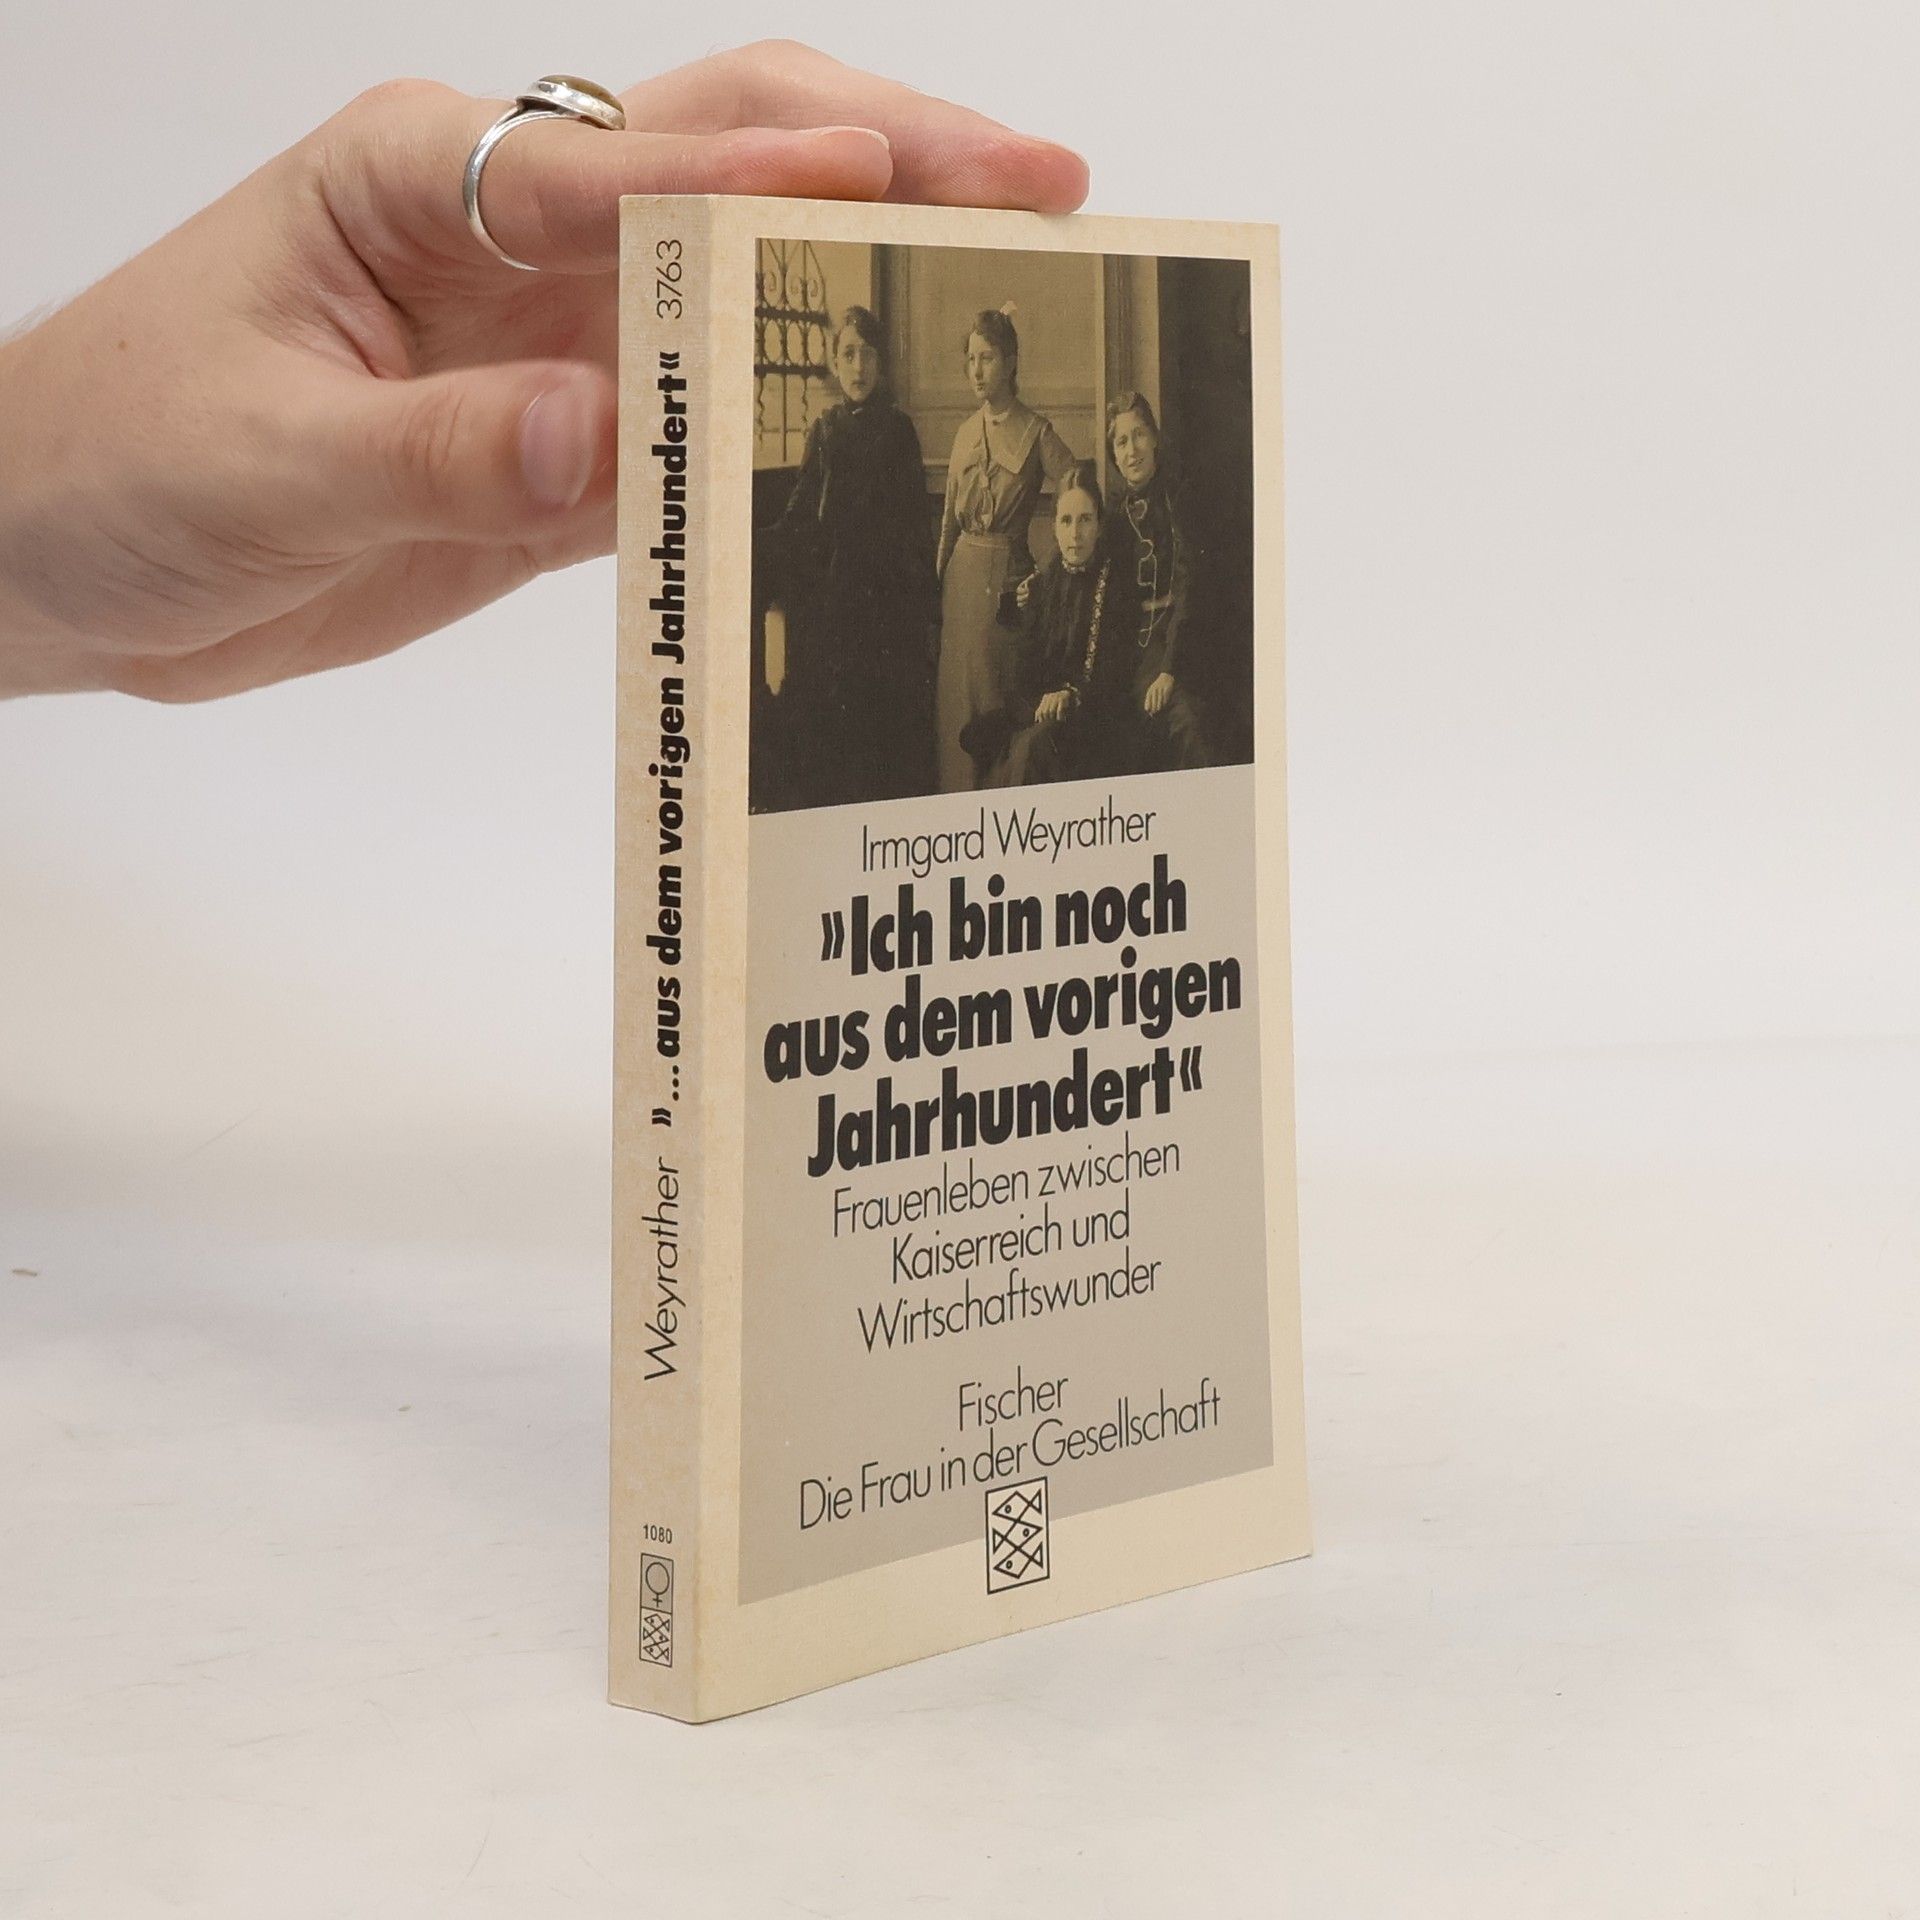 Weyrather »... aus dem vorigen Jahrhundert« 3763
1080
Irmgard Weyrather
»Ich bin noch
aus dem vorigen
Jahrhundert«
Frauenleben zwischen
Kaiserreich und
Wirtschaftswunder
Fischer
Die Frau in der Gesellschaft